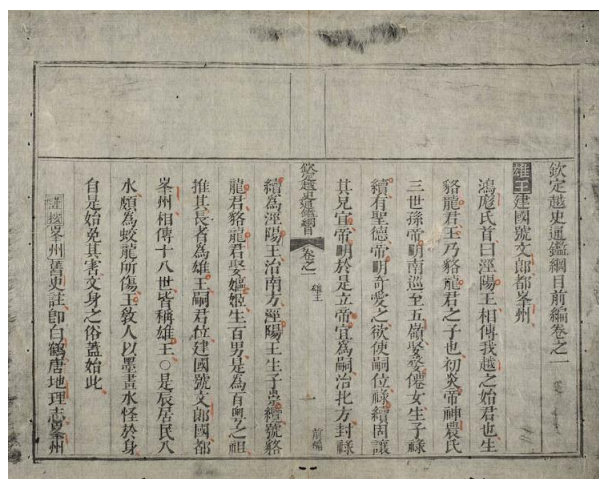 欽定越史通鑑綱目前編卷之一
雄王建國號文郎都峯州
鴻厖氏首曰涇陽王相傳我越之始君也生
貉龍君王乃貉龍君之子也初炎帝神農氏
三世孫帝明南巡至五嶺娶婺僊女生子祿
續有聖德帝明奇愛之欲使嗣位祿續固讓
其兄宜帝明於是立帝宜為嗣治北方封祿
欽定越史通鑑綱目 卷之一 雄王 一 前編
續為涇陽王治南方涇陽王生子崇纜號貉
龍君貉龍君娶嫗姬生百男是為百粵之祖
推其長者為雄王嗣君位建國號文郎國都
峯州相傳十八世皆稱雄王○是辰居民入
水頗為蛟龍所傷王教人以墨畫水怪於身
自是始免其害文身之俗蓋始此
謹按峯州舊史註即白鶴唐地理志峯州